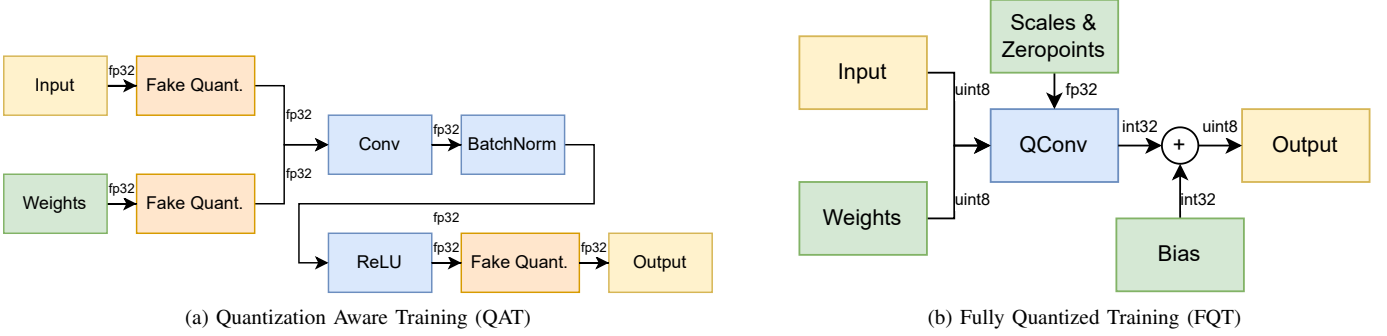 Input
fp32
Fake Quant.
fp32
Conv
fp32
BatchNorm
fp32
Weights
fp32
Fake Quant.
fp32
ReLU
fp32
Fake Quant.
fp32
Output
(a) Quantization Aware Training (QAT)
Scales &
Zeropoints
Input
uint8
fp32
QConv
int32
+
uint8
Output
Weights
uint8
int32
Bias
(b) Fully Quantized Training (FQT)